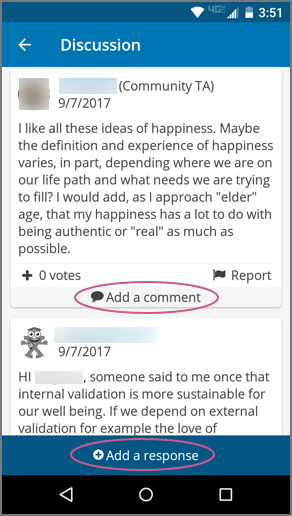 4G 3:51
Discussion
(Community TA)
9/7/2017
I like all these ideas of happiness. Maybe
the definition and experience of happiness
varies, in part, depending where we are on
our life path and what needs we are trying
to fill? I would add, as I approach "elder"
age, that my happiness has a lot to do with
being authentic or "real" as much as
possible.
0 votes Report
Add a comment
9/7/2017
HI , someone said to me once that
internal validation is more sustainable for
our well being. If we depend on external
validation for example the love of
Add a response